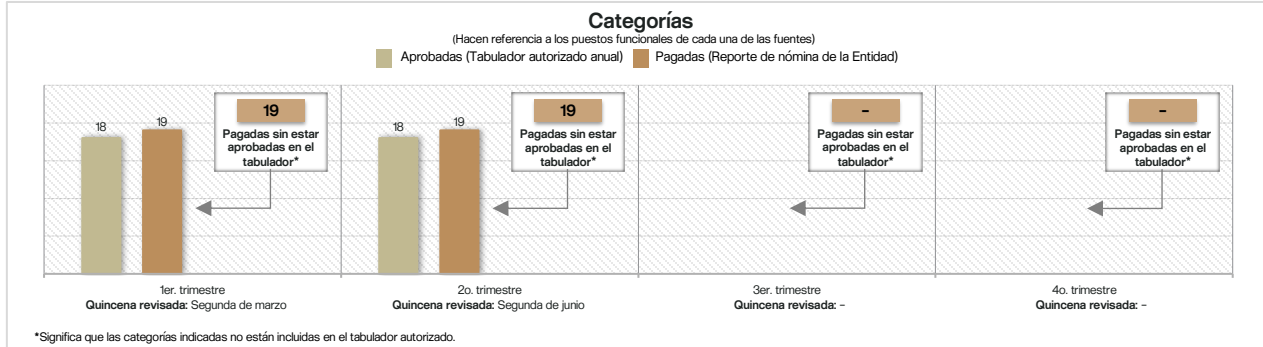 Categorías
(Hacen referencia a los puestos funcionales de cada una de las fuentes)
Aprobadas (Tabulador autorizado anual) Pagadas (Reporte de nómina de la Entidad)
18
19
19
Pagadas sin estar
aprobadas en el
tabulador*
18
19
19
Pagadas sin estar
aprobadas en el
tabulador*
–
Pagadas sin estar
aprobadas en el
tabulador*
–
Pagadas sin estar
aprobadas en el
tabulador*
1er. trimestre
Quincena revisada: Segunda de marzo
2o. trimestre
Quincena revisada: Segunda de junio
3er. trimestre
Quincena revisada: –
4o. trimestre
Quincena revisada: –
*Significa que las categorías indicadas no están incluidas en el tabulador autorizado.